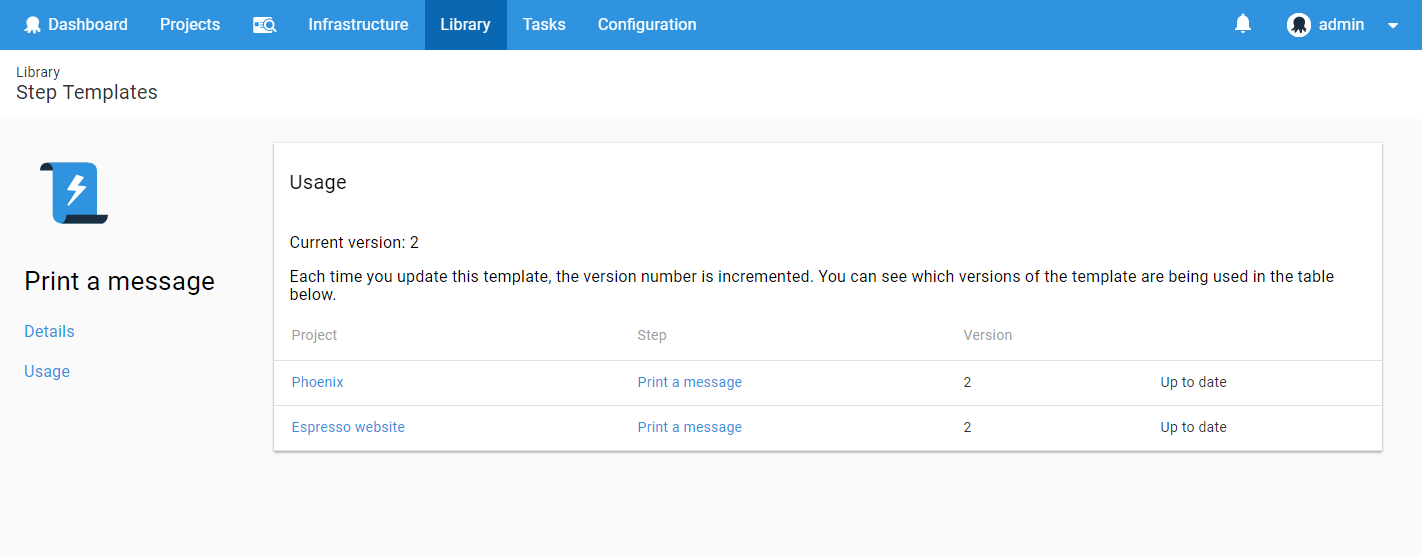 Dashboard Projects Infrastructure Library Tasks Configuration admin
Library
Step Templates
Print a message
Details
Usage
Usage
Current version: 2
Each time you update this template, the version number is incremented. You can see which versions of the template are being used in the table
below.
Project Step Version
Phoenix Print a message 2 Up to date
Espresso website Print a message 2 Up to date